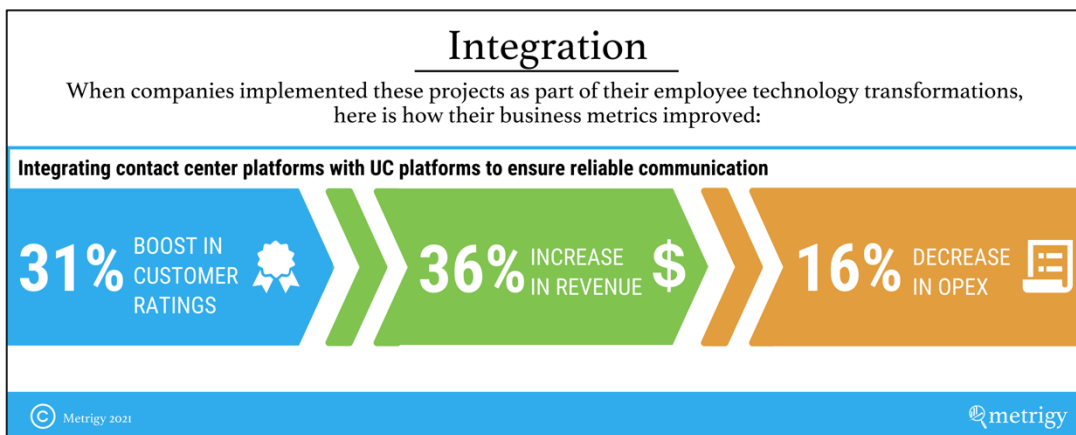 Integration
When companies implemented these projects as part of their employee technology transformations,
here is how their business metrics improved:
Integrating contact center platforms with UC platforms to ensure reliable communication
31% BOOST IN
CUSTOMER
RATINGS
36% INCREASE
IN REVENUE
$
16% DECREASE
IN OPEX
© Metrigy 2021
metrigy